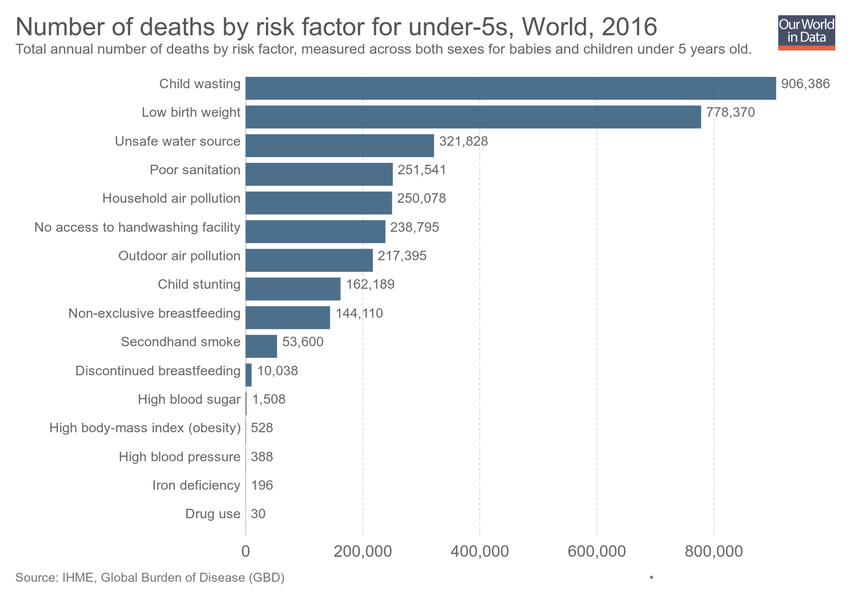 Number of deaths by risk factor for under-5s, World, 2016
Our World
in Data
Total annual number of deaths by risk factor, measured across both sexes for babies and children under 5 years old.
Child wasting 906,386
Low birth weight 778,370
Unsafe water source 321,828
Poor sanitation 251,541
Household air pollution 250,078
No access to handwashing facility 238,795
Outdoor air pollution 217,395
Child stunting 162,189
Non-exclusive breastfeeding 144,110
Secondhand smoke 53,600
Discontinued breastfeeding 10,038
High blood sugar 1,508
High body-mass index (obesity) 528
High blood pressure 388
Iron deficiency 196
Drug use 30
0 200,000 400,000 600,000 800,000
Source: IHME, Global Burden of Disease (GBD)